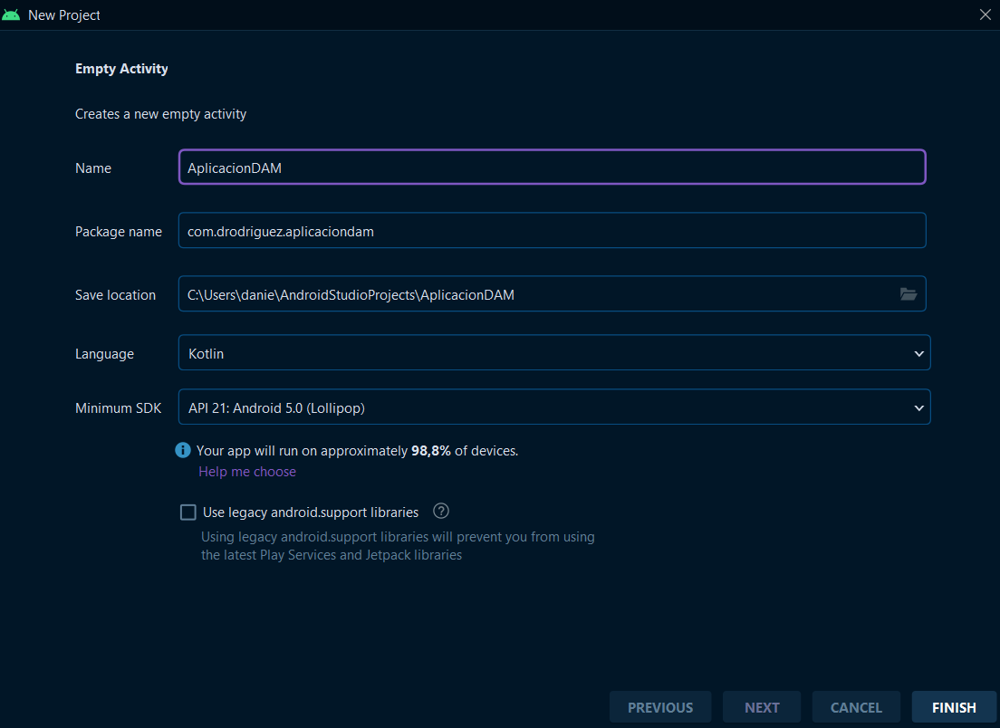 New Project
Empty Activity
Creates a new empty activity
Name AplicacionDAM
Package name com.drodriguez.aplicaciondam
Save location C:\Users\danie\AndroidStudioProjects\AplicacionDAM
Language Kotlin
Minimum SDK API 21: Android 5.0 (Lollipop)
i Your app will run on approximately 98,8% of devices.
Help me choose
Use legacy android.support libraries ?
Using legacy android.support libraries will prevent you from using
the latest Play Services and Jetpack libraries
PREVIOUS NEXT CANCEL FINISH